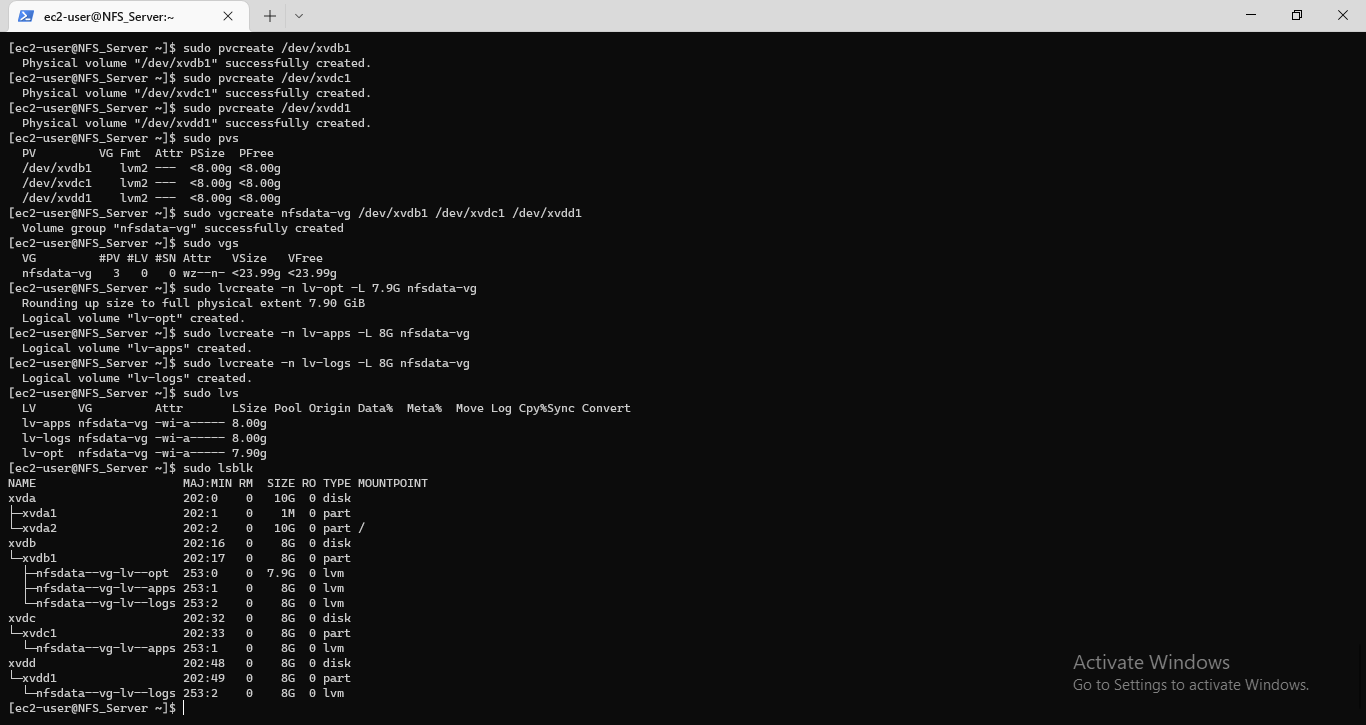 ec2-user@NFS_Server:~
[ec2-user@NFS_Server ~]$ sudo pvcreate /dev/xvdb1
  Physical volume "/dev/xvdb1" successfully created.
[ec2-user@NFS_Server ~]$ sudo pvcreate /dev/xvdc1
  Physical volume "/dev/xvdc1" successfully created.
[ec2-user@NFS_Server ~]$ sudo pvcreate /dev/xvdd1
  Physical volume "/dev/xvdd1" successfully created.
[ec2-user@NFS_Server ~]$ sudo pvs
  PV         VG Fmt  Attr PSize  PFree
  /dev/xvdb1    lvm2 ---  <8.00g <8.00g
  /dev/xvdc1    lvm2 ---  <8.00g <8.00g
  /dev/xvdd1    lvm2 ---  <8.00g <8.00g
[ec2-user@NFS_Server ~]$ sudo vgcreate nfsdata-vg /dev/xvdb1 /dev/xvdc1 /dev/xvdd1
  Volume group "nfsdata-vg" successfully created
[ec2-user@NFS_Server ~]$ sudo vgs
  VG         #PV #LV #SN Attr   VSize   VFree
  nfsdata-vg   3   0   0 wz--n- <23.99g <23.99g
[ec2-user@NFS_Server ~]$ sudo lvcreate -n lv-opt -L 7.9G nfsdata-vg
  Rounding up size to full physical extent 7.90 GiB
  Logical volume "lv-opt" created.
[ec2-user@NFS_Server ~]$ sudo lvcreate -n lv-apps -L 8G nfsdata-vg
  Logical volume "lv-apps" created.
[ec2-user@NFS_Server ~]$ sudo lvcreate -n lv-logs -L 8G nfsdata-vg
  Logical volume "lv-logs" created.
[ec2-user@NFS_Server ~]$ sudo lvs
  LV      VG         Attr       LSize Pool Origin Data%  Meta%  Move Log Cpy%Sync Convert
  lv-apps nfsdata-vg -wi-a----- 8.00g
  lv-logs nfsdata-vg -wi-a----- 8.00g
  lv-opt  nfsdata-vg -wi-a----- 7.90g
[ec2-user@NFS_Server ~]$ sudo lsblk
NAME                     MAJ:MIN RM  SIZE RO TYPE MOUNTPOINT
xvda                     202:0    0   10G  0 disk
├─xvda1                  202:1    0    1M  0 part
└─xvda2                  202:2    0   10G  0 part /
xvdb                     202:16   0    8G  0 disk
└─xvdb1                  202:17   0    8G  0 part
  ├─nfsdata--vg-lv--opt  253:0    0  7.9G  0 lvm
  ├─nfsdata--vg-lv--apps 253:1    0    8G  0 lvm
  └─nfsdata--vg-lv--logs 253:2    0    8G  0 lvm
xvdc                     202:32   0    8G  0 disk
└─xvdc1                  202:33   0    8G  0 part
  └─nfsdata--vg-lv--apps 253:1    0    8G  0 lvm
xvdd                     202:48   0    8G  0 disk
└─xvdd1                  202:49   0    8G  0 part
  └─nfsdata--vg-lv--logs 253:2    0    8G  0 lvm
[ec2-user@NFS_Server ~]$
Activate Windows
Go to Settings to activate Windows.